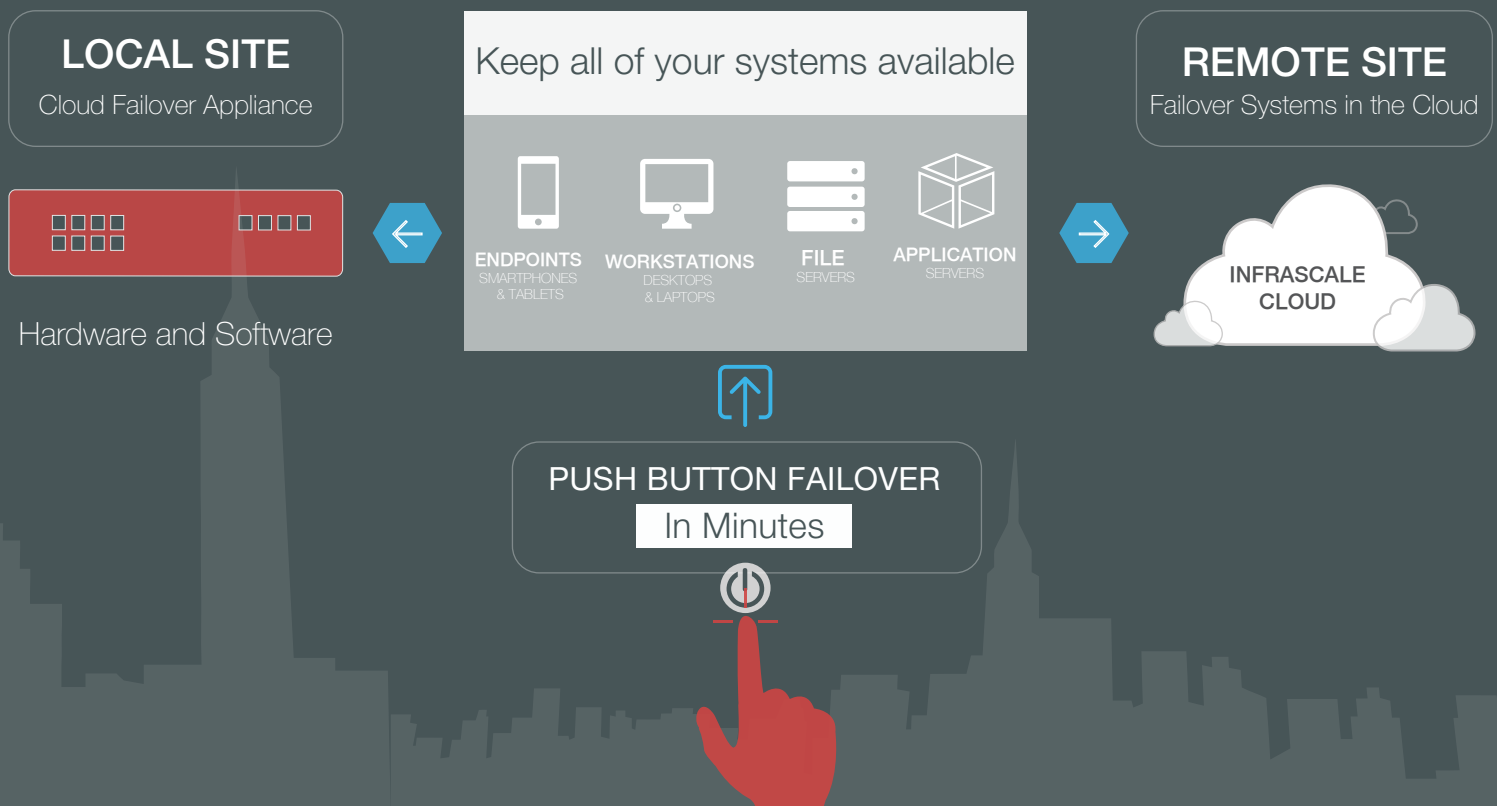 LOCAL SITE
Cloud Failover Appliance
Hardware and Software
Keep all of your systems available
ENDPOINTS
SMARTPHONES
& TABLETS
WORKSTATIONS
DESKTOPS
& LAPTOPS
FILE
SERVERS
APPLICATION
SERVERS
REMOTE SITE
Failover Systems in the Cloud
INFRASCALE
CLOUD
PUSH BUTTON FAILOVER
In Minutes